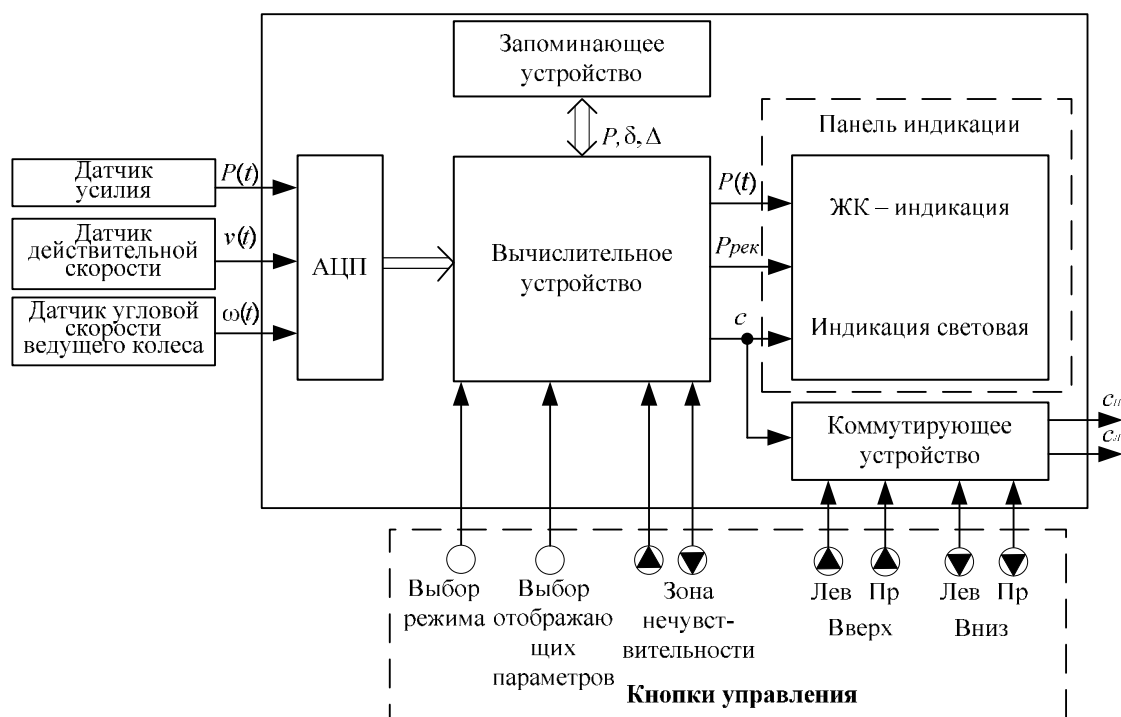 Запоминающее
устройство
P, δ, Δ
Панель индикации
Датчик
усилия
P(t)
Датчик
действительной
скорости
v(t)
Датчик угловой
скорости
ведущего колеса
ω(t)
АЦП
Вычислительное
устройство
P(t)
Pрек
c
ЖК – индикация
Индикация световая
Коммутирующее
устройство
cп
cл
Выбор
режима
Выбор
отображаю
щих
параметров
Зона
нечувст-
вительности
Лев
Пр
Вверх
Лев
Пр
Вниз
Кнопки управления